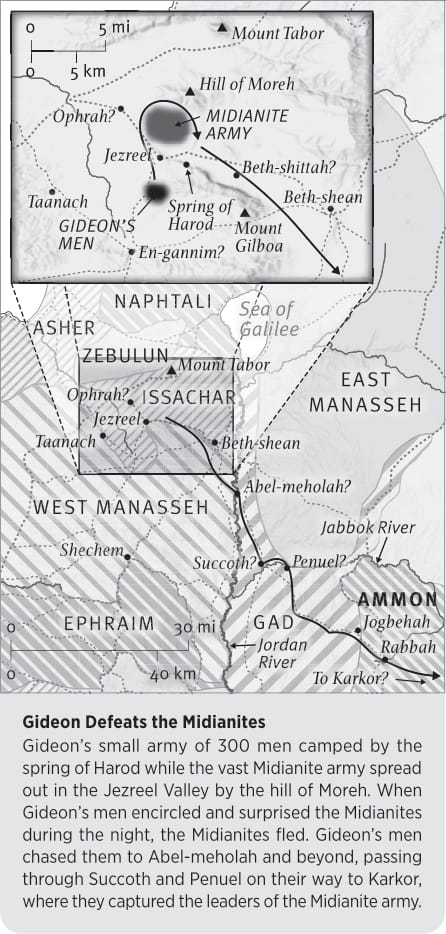 0 5 mi
0 5 km
Mount Tabor
Hill of Moreh
Ophrah?
MIDIANITE
ARMY
Jezreel
Beth-shittah?
Taanach
Spring of
Harod
Beth-shean
GIDEON'S
MEN
Mount
Gilboa
En-gannim?
NAPHTALI
Sea of
Galilee
ASHER
ZEBULUN
Mount Tabor
EAST
MANASSEH
Ophrah?
ISSACHAR
Jezreel
Taanach
Beth-shean
Abel-meholah?
WEST MANASSEH
Jabbok River
Shechem
Succoth?
Penuel?
AMMON
EPHRAIM
GAD
Jogbehah
0 30 mi
0 40 km
Jordan
River
Rabbah
To Karkor?
Gideon Defeats the Midianites
Gideon’s small army of 300 men camped by the
spring of Harod while the vast Midianite army spread
out in the Jezreel Valley by the hill of Moreh. When
Gideon’s men encircled and surprised the Midianites
during the night, the Midianites fled. Gideon’s men
chased them to Abel-meholah and beyond, passing
through Succoth and Penuel on their way to Karkor,
where they captured the leaders of the Midianite army.